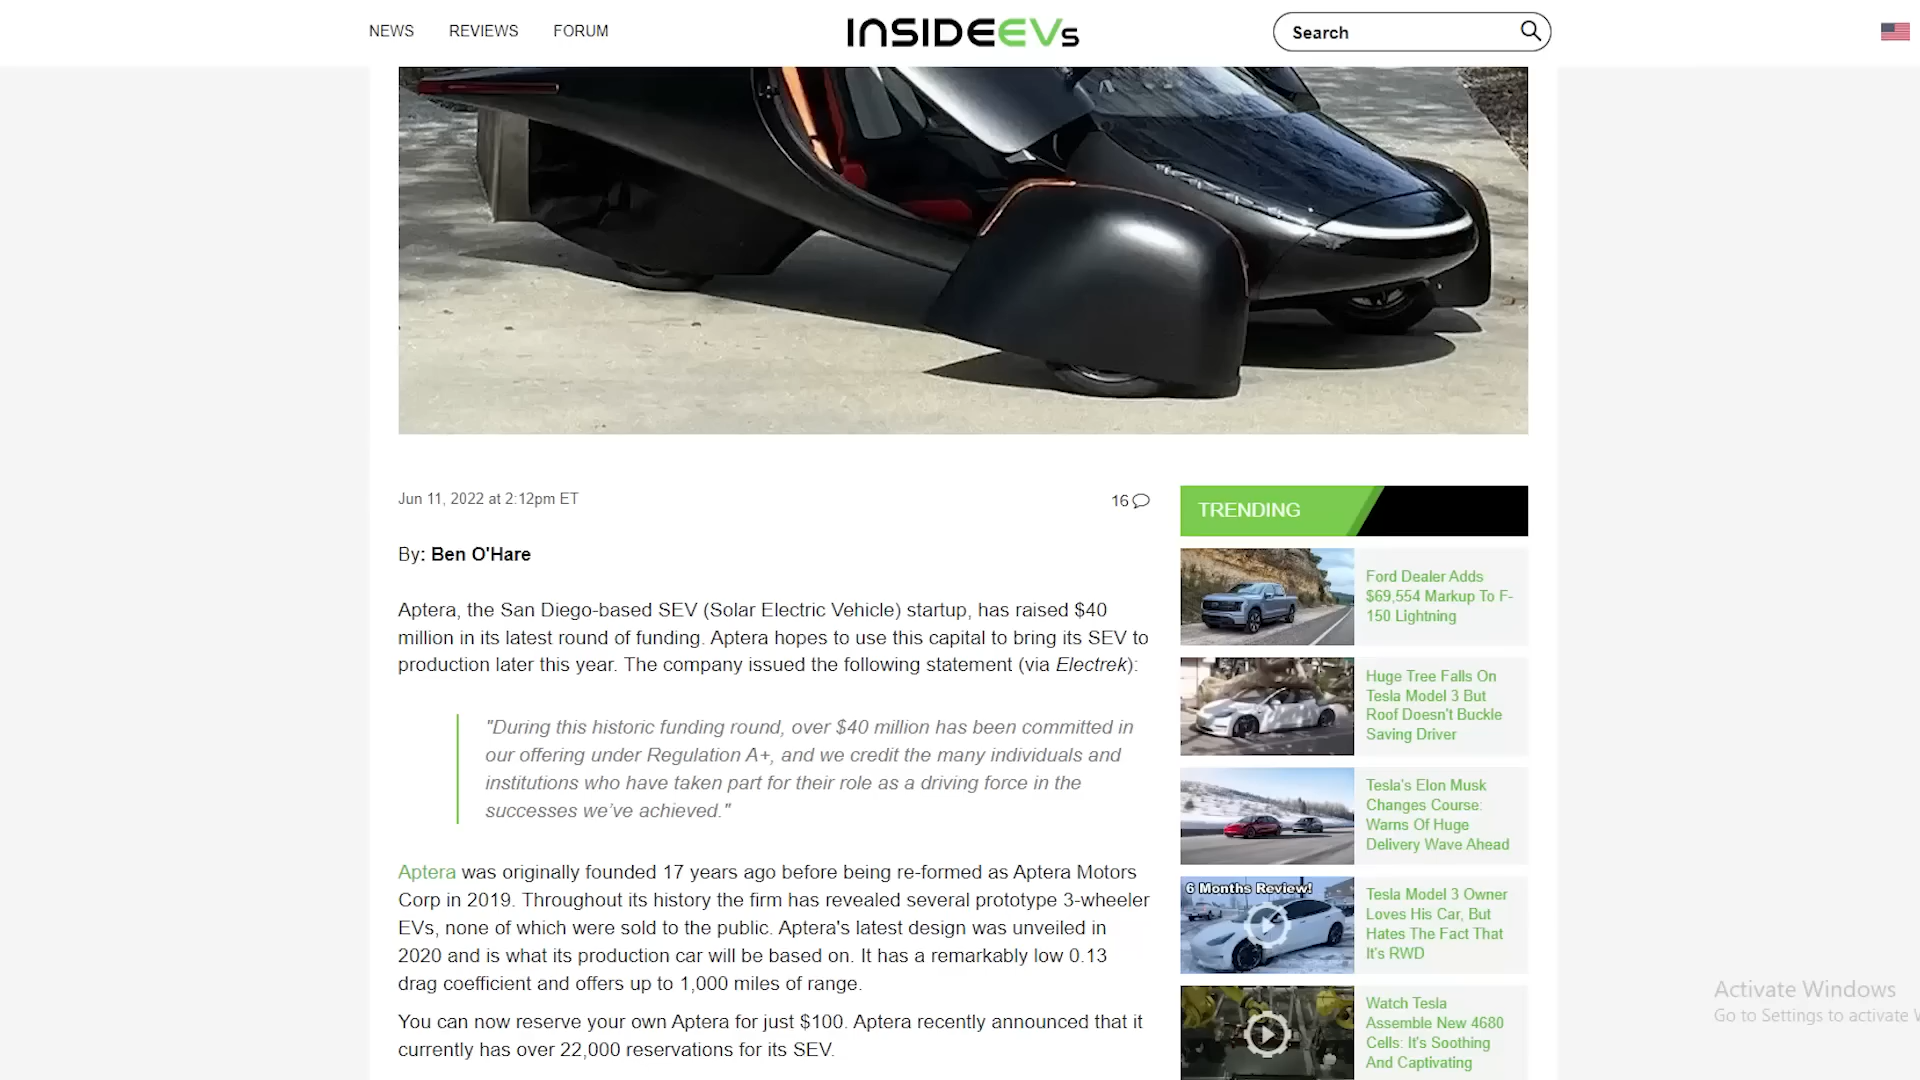 NEWS REVIEWS FORUM INSIDEEVs Search
Jun 11, 2022 at 2:12pm ET 16
By: Ben O'Hare
Aptera, the San Diego-based SEV (Solar Electric Vehicle) startup, has raised $40
million in its latest round of funding. Aptera hopes to use this capital to bring its SEV to
production later this year. The company issued the following statement (via Electrek):
"During this historic funding round, over $40 million has been committed in
our offering under Regulation A+, and we credit the many individuals and
institutions who have taken part for their role as a driving force in the
successes we’ve achieved."
Aptera was originally founded 17 years ago before being re-formed as Aptera Motors
Corp in 2019. Throughout its history the firm has revealed several prototype 3-wheeler
EVs, none of which were sold to the public. Aptera's latest design was unveiled in
2020 and is what its production car will be based on. It has a remarkably low 0.13
drag coefficient and offers up to 1,000 miles of range.
You can now reserve your own Aptera for just $100. Aptera recently announced that it
currently has over 22,000 reservations for its SEV.
TRENDING
Ford Dealer Adds
$69,554 Markup To F-
150 Lightning
Huge Tree Falls On
Tesla Model 3 But
Roof Doesn't Buckle
Saving Driver
Tesla's Elon Musk
Changes Course:
Warns Of Huge
Delivery Wave Ahead
6 Months Review!
Tesla Model 3 Owner
Loves His Car, But
Hates The Fact That
It's RWD
Watch Tesla
Assemble New 4680
Cells: It's Soothing
And Captivating
Activate Windows
Go to Settings to activate W